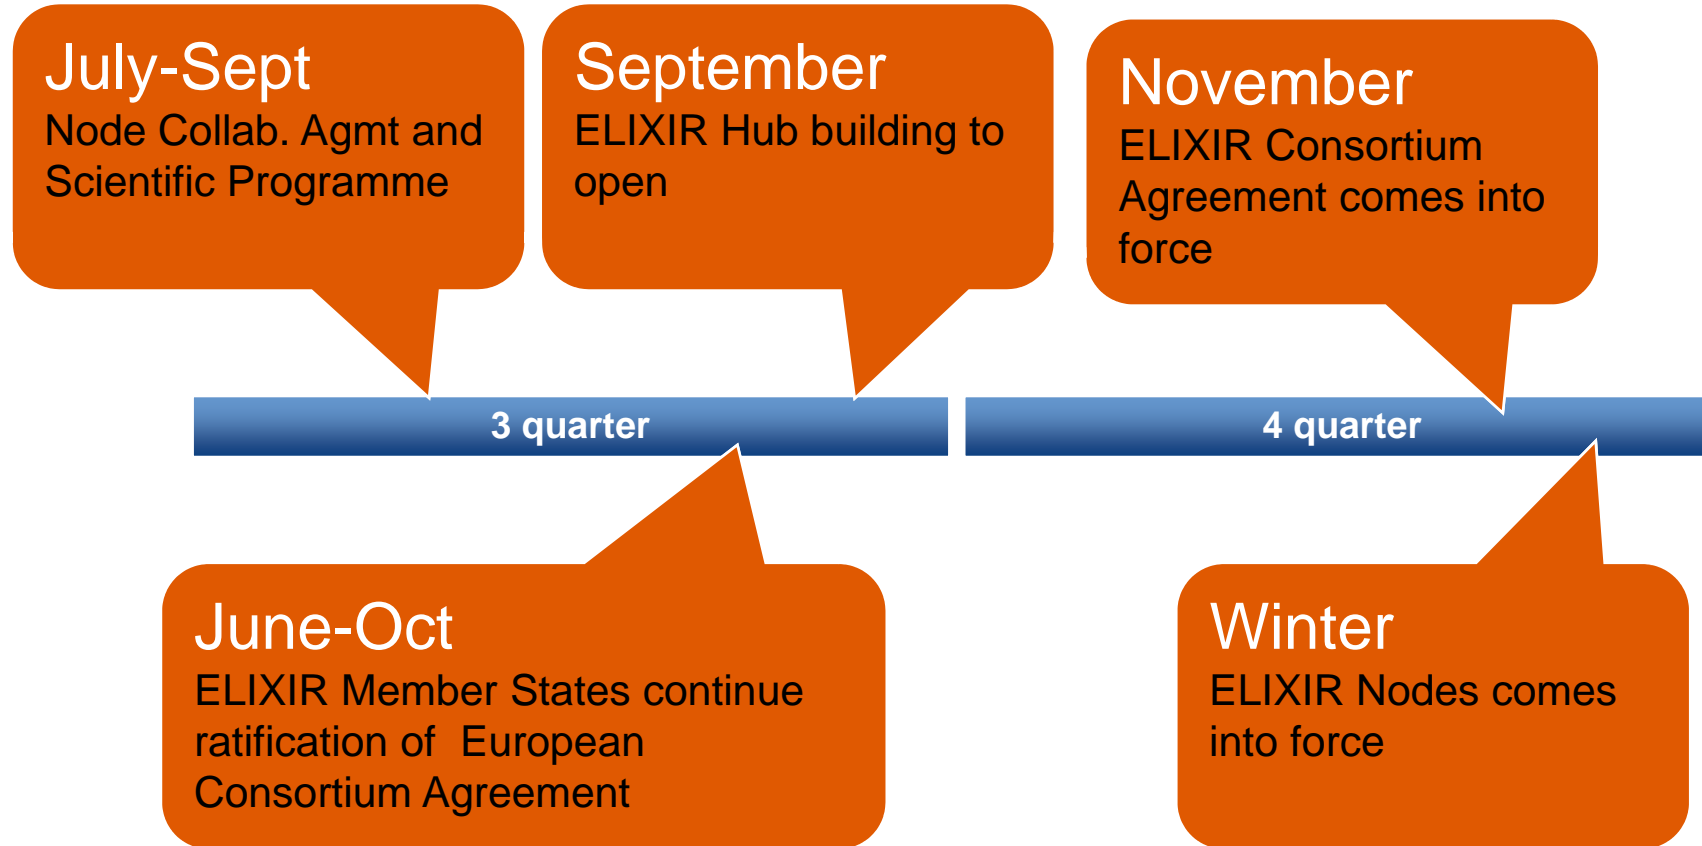 July-Sept
Node Collab. Agmt and
Scientific Programme
September
ELIXIR Hub building to
open
November
ELIXIR Consortium
Agreement comes into
force
3 quarter
4 quarter
June-Oct
ELIXIR Member States continue
ratification of  European
Consortium Agreement
Winter
ELIXIR Nodes comes
into force